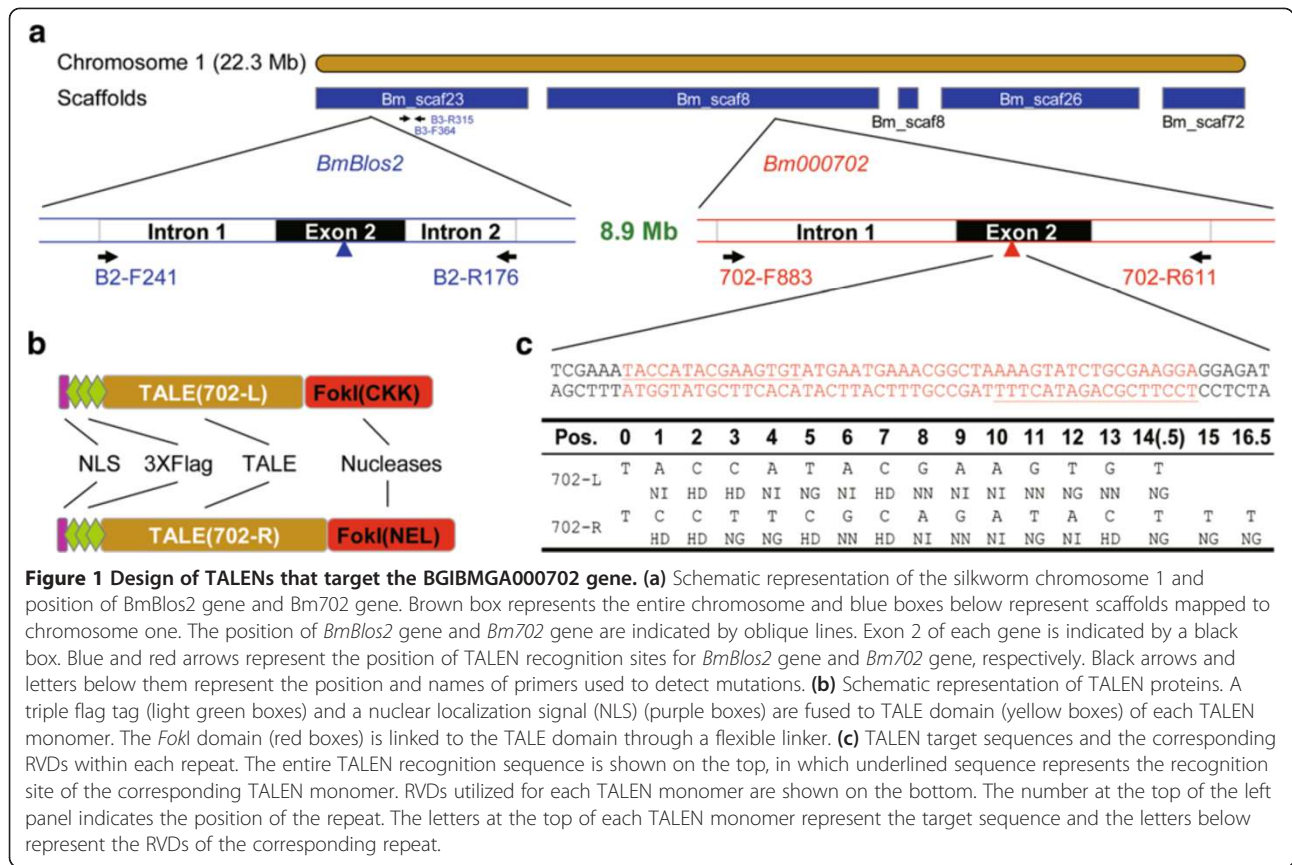 a
Chromosome 1 (22.3 Mb)
Scaffolds
Bm_scaf23
Bm_scaf8
Bm_scaf8
Bm_scaf26
Bm_scaf72
B3-R315
B3-F364
BmBlos2
Bm000702
Intron 1
Exon 2
Intron 2
8.9 Mb
Intron 1
Exon 2
B2-F241
B2-R176
702-F883
702-R611
b
TALE(702-L)
FokI(CKK)
NLS
3XFlag
TALE
Nucleases
TALE(702-R)
FokI(NEL)
c
TCGAAATACCATACGAAGTGTATGAATGAAACGGCTAAAAGTATCTGCGAAGGAGGAGAT
AGCTTTATGGTATGCTTCACATACTTACTTTGCCGATTTTCATAGACGCTTCCTCCTCTA
Pos. 0 1 2 3 4 5 6 7 8 9 10 11 12 13 14(.5) 15 16.5
702-L
T A C C A T A C G A A G T G T
NI HD HD NI NG NI HD NN NI NI NN NG NN NG
702-R
T C C T T C G C A G A T A C T T T
HD HD NG NG HD NN HD NI NN NI NG NI HD NG NG NG
Figure 1 Design of TALENs that target the BGIBMGA000702 gene. (a) Schematic representation of the silkworm chromosome 1 and
position of BmBlos2 gene and Bm702 gene. Brown box represents the entire chromosome and blue boxes below represent scaffolds mapped to
chromosome one. The position of BmBlos2 gene and Bm702 gene are indicated by oblique lines. Exon 2 of each gene is indicated by a black
box. Blue and red arrows represent the position of TALEN recognition sites for BmBlos2 gene and Bm702 gene, respectively. Black arrows and
letters below them represent the position and names of primers used to detect mutations. (b) Schematic representation of TALEN proteins. A
triple flag tag (light green boxes) and a nuclear localization signal (NLS) (purple boxes) are fused to TALE domain (yellow boxes) of each TALEN
monomer. The FokI domain (red boxes) is linked to the TALE domain through a flexible linker. (c) TALEN target sequences and the corresponding
RVDs within each repeat. The entire TALEN recognition sequence is shown on the top, in which underlined sequence represents the recognition
site of the corresponding TALEN monomer. RVDs utilized for each TALEN monomer are shown on the bottom. The number at the top of the left
panel indicates the position of the repeat. The letters at the top of each TALEN monomer represent the target sequence and the letters below
represent the RVDs of the corresponding repeat.